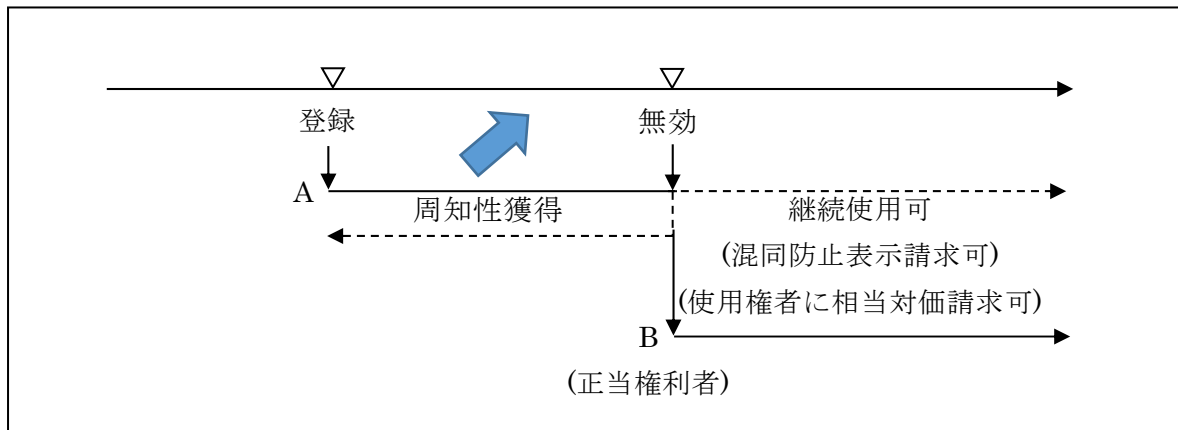 登録
無効
A
周知性獲得
継続使用可
(混同防止表示請求可)
(使用権者に相当対価請求可)
B
(正当権利者)